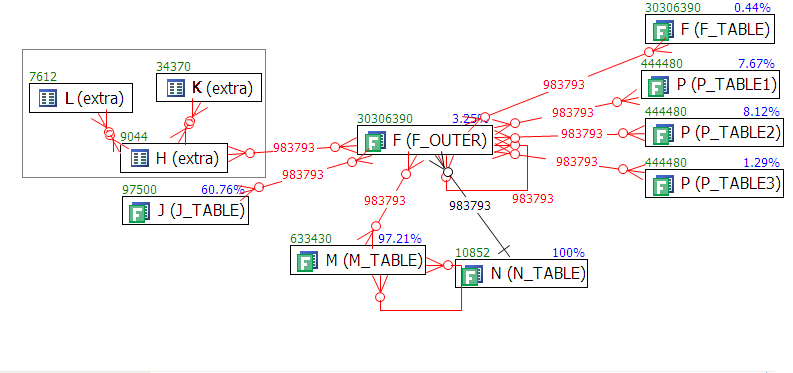 30306390 0.44%
F (F_TABLE)
34370
K (extra)
7612
L (extra)
444480 7.67%
P (P_TABLE1)
983793
983793
30306390 3.25%
F (F_OUTER)
444480 8.12%
P (P_TABLE2)
983793
9044
H (extra)
983793
444480 1.29%
P (P_TABLE3)
983793
97500 60.76%
J (J_TABLE)
983793
983793
983793
983793
633430 97.21%
M (M_TABLE)
10852 100%
N (N_TABLE)